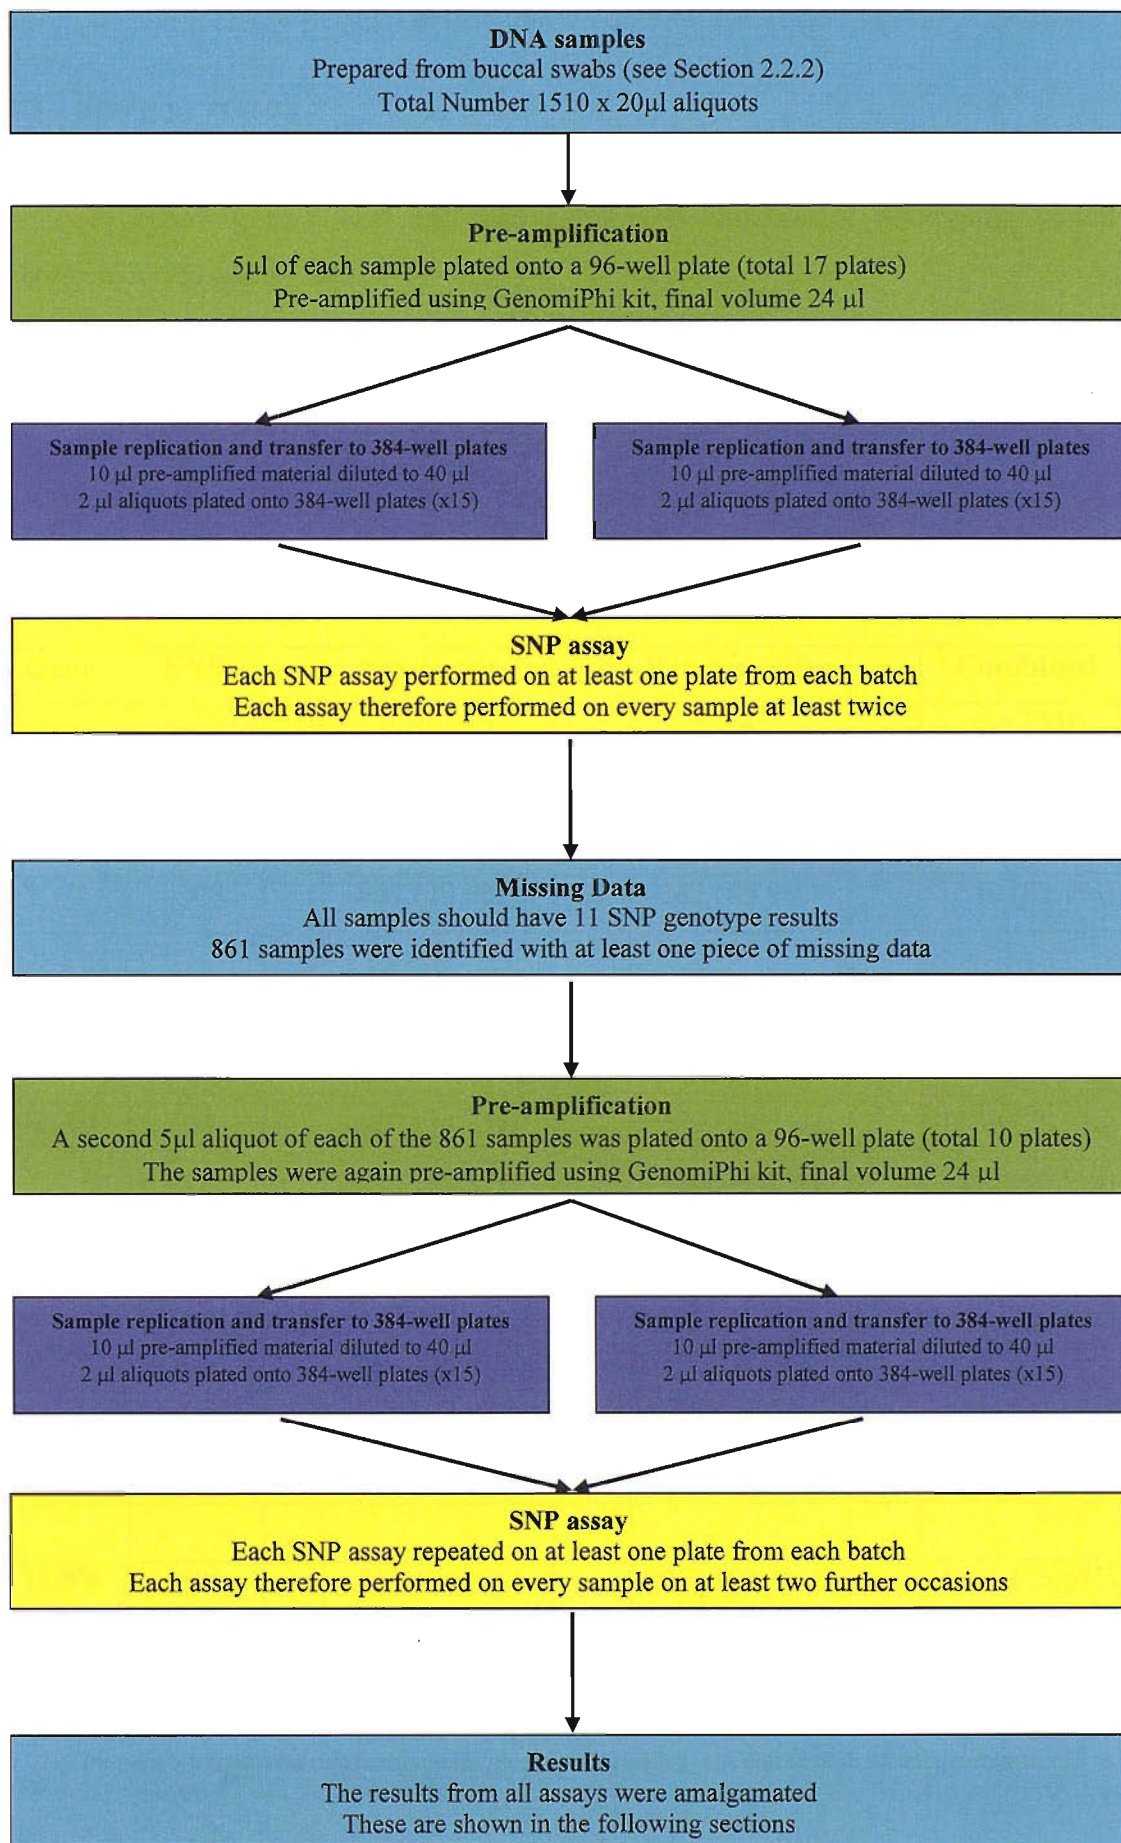 DNA samples
Prepared from buccal swabs (see Section 2.2.2)
Total Number 1510 x 20µl aliquots
Pre-amplification
5µl of each sample plated onto a 96-well plate (total 17 plates)
Pre-amplified using GenomiPhi kit, final volume 24 µl
Sample replication and transfer to 384-well plates
10 µl pre-amplified material diluted to 40 µl
2 µl aliquots plated onto 384-well plates (x15)
Sample replication and transfer to 384-well plates
10 µl pre-amplified material diluted to 40 µl
2 µl aliquots plated onto 384-well plates (x15)
SNP assay
Each SNP assay performed on at least one plate from each batch
Each assay therefore performed on every sample at least twice
Missing Data
All samples should have 11 SNP genotype results
861 samples were identified with at least one piece of missing data
Pre-amplification
A second 5µl aliquot of each of the 861 samples was plated onto a 96-well plate (total 10 plates)
The samples were again pre-amplified using GenomiPhi kit, final volume 24 µl
Sample replication and transfer to 384-well plates
10 µl pre-amplified material diluted to 40 µl
2 µl aliquots plated onto 384-well plates (x15)
Sample replication and transfer to 384-well plates
10 µl pre-amplified material diluted to 40 µl
2 µl aliquots plated onto 384-well plates (x15)
SNP assay
Each SNP assay repeated on at least one plate from each batch
Each assay therefore performed on every sample on at least two further occasions
Results
The results from all assays were amalgamated
These are shown in the following sections